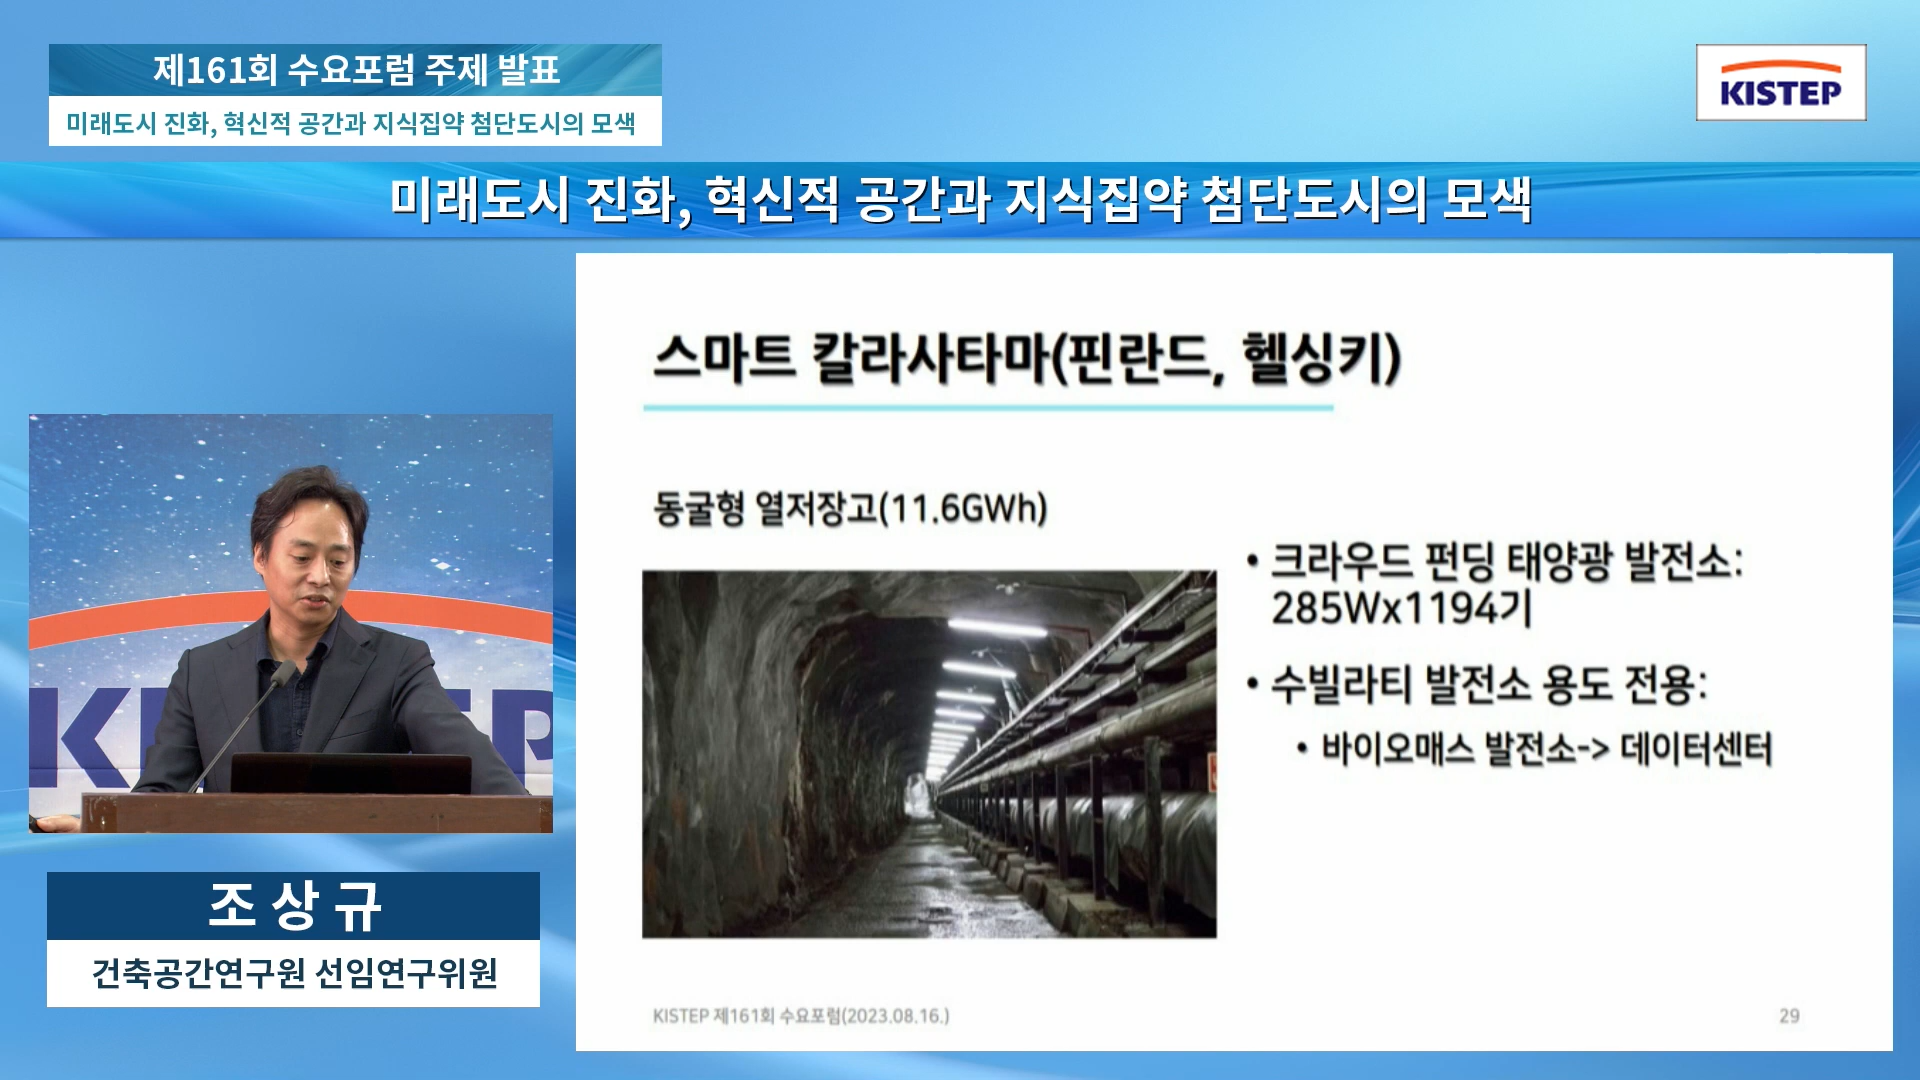 제161회 수요포럼 주제 발표
미래도시 진화, 혁신적 공간과 지식집약 첨단도시의 모색
KISTEP
미래도시 진화, 혁신적 공간과 지식집약 첨단도시의 모색
스마트 칼라사타마(핀란드, 헬싱키)
동굴형 열저장고(11.6GWh)
• 크라우드 펀딩 태양광 발전소:
285Wx1194기
• 수빌라티 발전소 용도 전용:
• 바이오매스 발전소-> 데이터센터
KISTEP 제161회 수요포럼(2023.08.16.)
29
조상규
건축공간연구원 선임연구위원